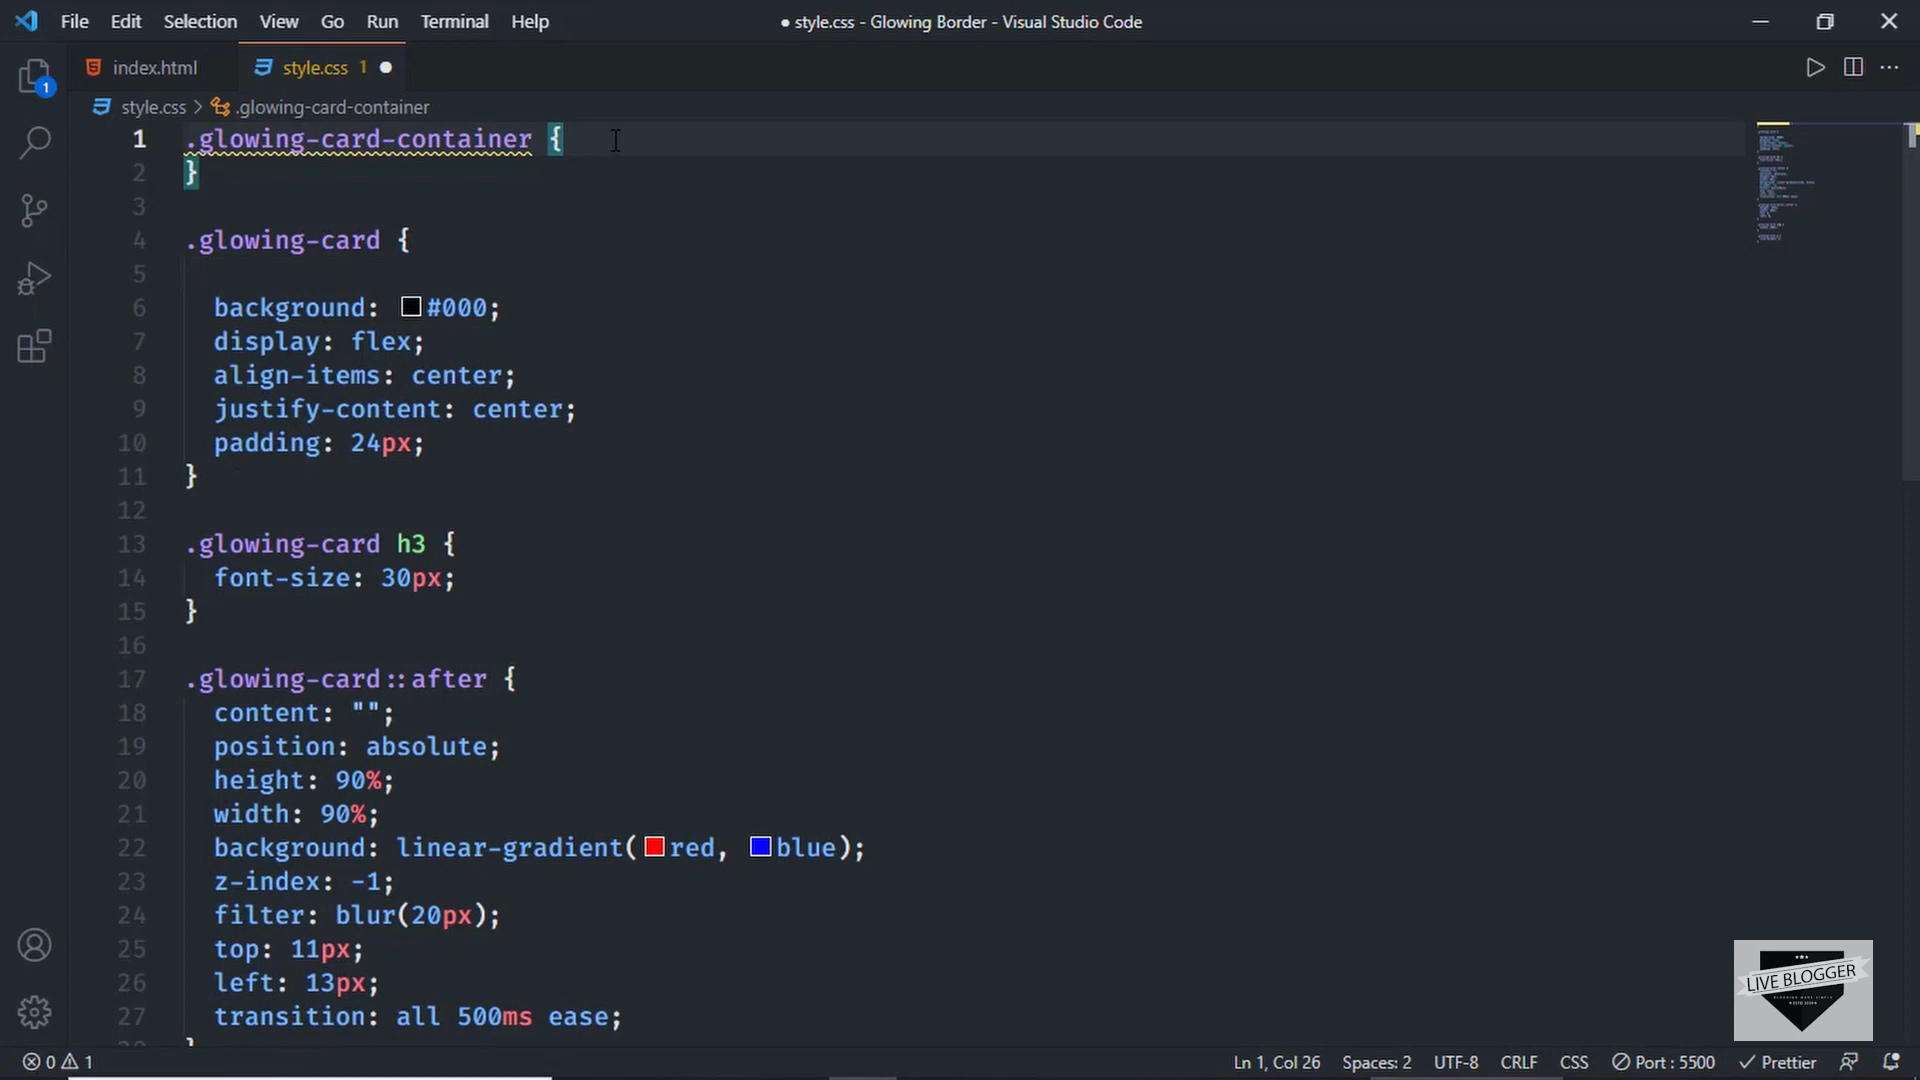 File Edit Selection View Go Run Terminal Help
● style.css - Glowing Border - Visual Studio Code
1
index.html
style.css 1
style.css > .glowing-card-container
1 .glowing-card-container {
2 }
3
4 .glowing-card {
5
6 background: #000;
7 display: flex;
8 align-items: center;
9 justify-content: center;
10 padding: 24px;
11 }
12
13 .glowing-card h3 {
14 font-size: 30px;
15 }
16
17 .glowing-card::after {
18 content: "";
19 position: absolute;
20 height: 90%;
21 width: 90%;
22 background: linear-gradient(red, blue);
23 z-index: -1;
24 filter: blur(20px);
25 top: 11px;
26 left: 13px;
27 transition: all 500ms ease;
LIVE BLOGGER
0 1
Ln 1, Col 26 Spaces: 2 UTF-8 CRLF CSS Port : 5500 Prettier